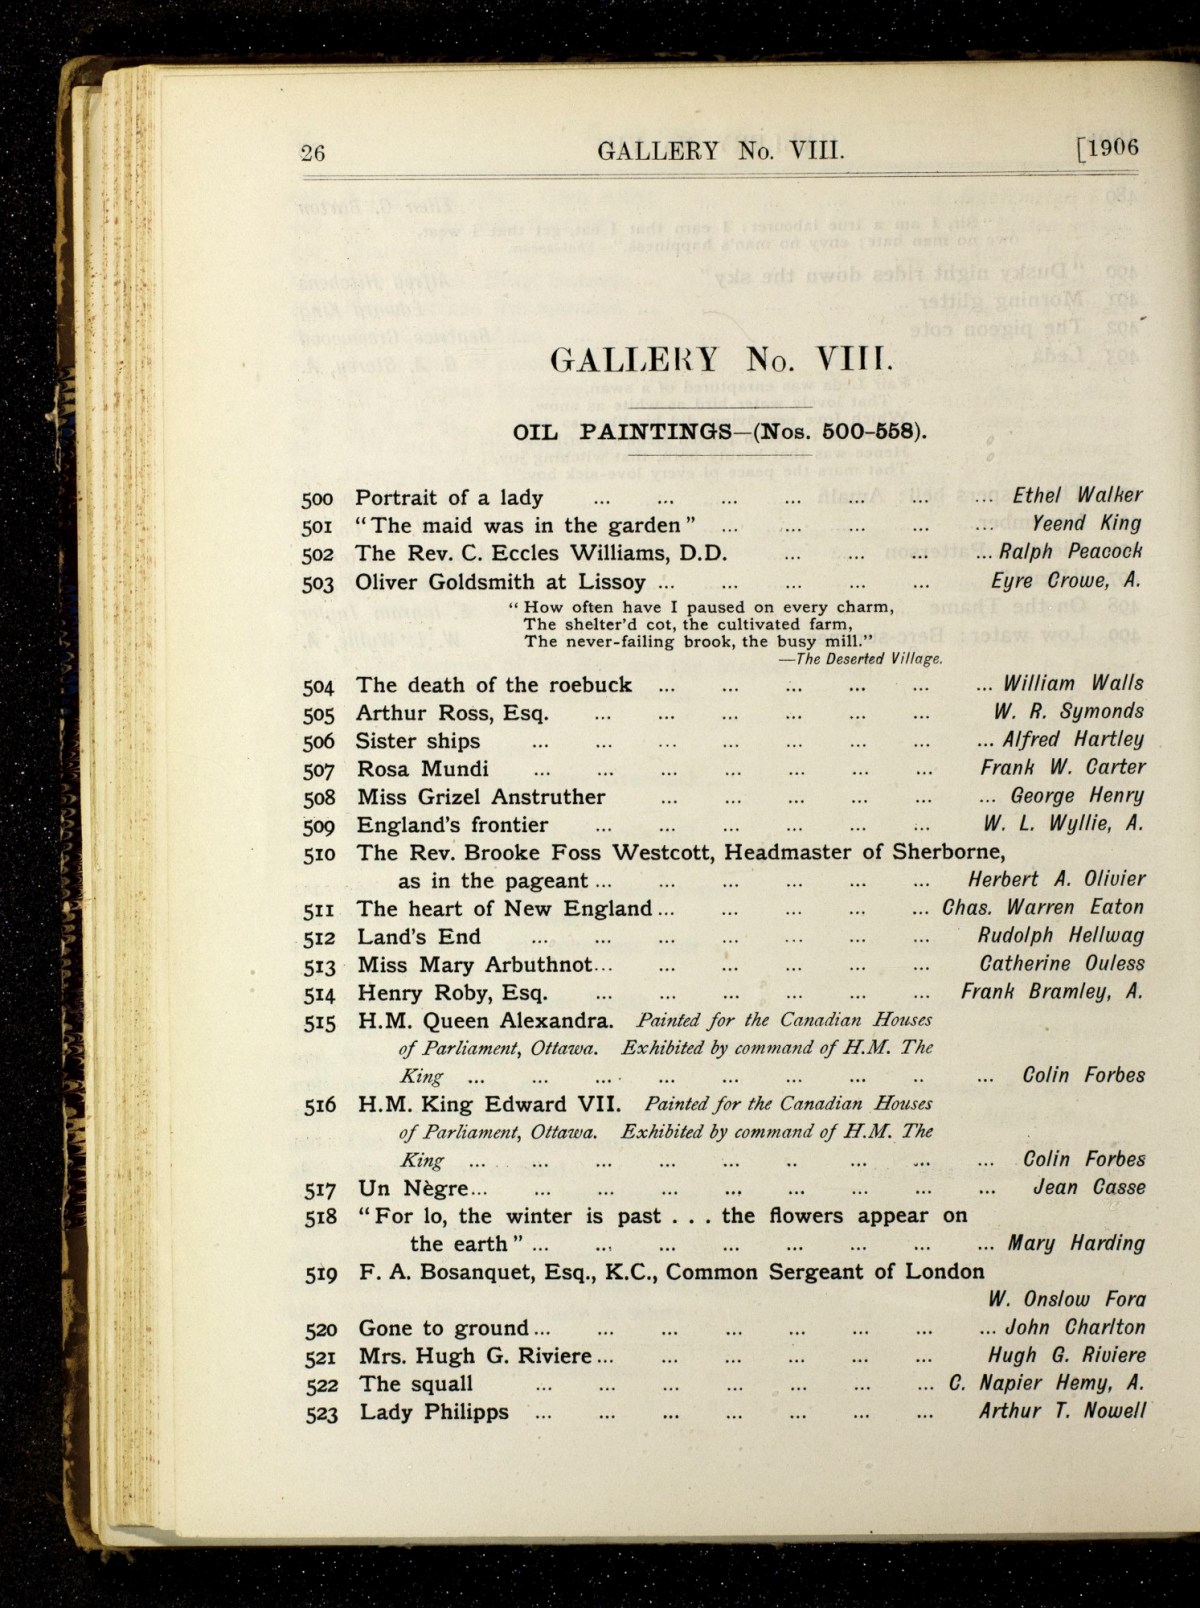 26 GALLERY No. VIII. [1906
GALLERY No. VIII.
OIL PAINTINGS—(Nos. 500-558).
500 Portrait of a lady ... ... ... ... ... ... ... Ethel Walker
501 "The maid was in the garden" ... ... ... ... ... Yeend King
502 The Rev. C. Eccles Williams, D.D. ... ... ... ... Ralph Peacock
503 Oliver Goldsmith at Lissoy ... ... ... ... ... Eyre Crowe, A.
"How often have I paused on every charm,
The shelter'd cot, the cultivated farm,
The never-failing brook, the busy mill."
—The Deserted Village.
504 The death of the roebuck ... ... ... ... ... ... William Walls
505 Arthur Ross, Esq. ... ... ... ... ... ... W. R. Symonds
506 Sister ships ... ... ... ... ... ... ... ... Alfred Hartley
507 Rosa Mundi ... ... ... ... ... ... ... Frank W. Carter
508 Miss Grizel Anstruther ... ... ... ... ... ... George Henry
509 England's frontier ... ... ... ... ... ... W. L. Wyllie, A.
510 The Rev. Brooke Foss Westcott, Headmaster of Sherborne,
as in the pageant ... ... ... ... ... ... Herbert A. Olivier
511 The heart of New England ... ... ... ... ... Chas. Warren Eaton
512 Land's End ... ... ... ... ... ... ... Rudolph Hellwag
513 Miss Mary Arbuthnot... ... ... ... ... ... Catherine Ouless
514 Henry Roby, Esq. ... ... ... ... ... ... Frank Bramley, A.
515 H.M. Queen Alexandra. Painted for the Canadian Houses
of Parliament, Ottawa. Exhibited by command of H.M. The
King ... ... ... ... ... ... ... .. ... Colin Forbes
516 H.M. King Edward VII. Painted for the Canadian Houses
of Parliament, Ottawa. Exhibited by command of H.M. The
King ... ... ... ... ... .. ... ... ... Colin Forbes
517 Un Nègre... ... ... ... ... ... ... ... ... Jean Casse
518 "For lo, the winter is past . . . the flowers appear on
the earth" ... ... ... ... ... ... ... ... Mary Harding
519 F. A. Bosanquet, Esq., K.C., Common Sergeant of London
W. Onslow Ford
520 Gone to ground ... ... ... ... ... ... ... ... John Charlton
521 Mrs. Hugh G. Riviere ... ... ... ... ... ... Hugh G. Riviere
522 The squall ... ... ... ... ... ... ... C. Napier Hemy, A.
523 Lady Philipps ... ... ... ... ... ... ... Arthur T. Nowell